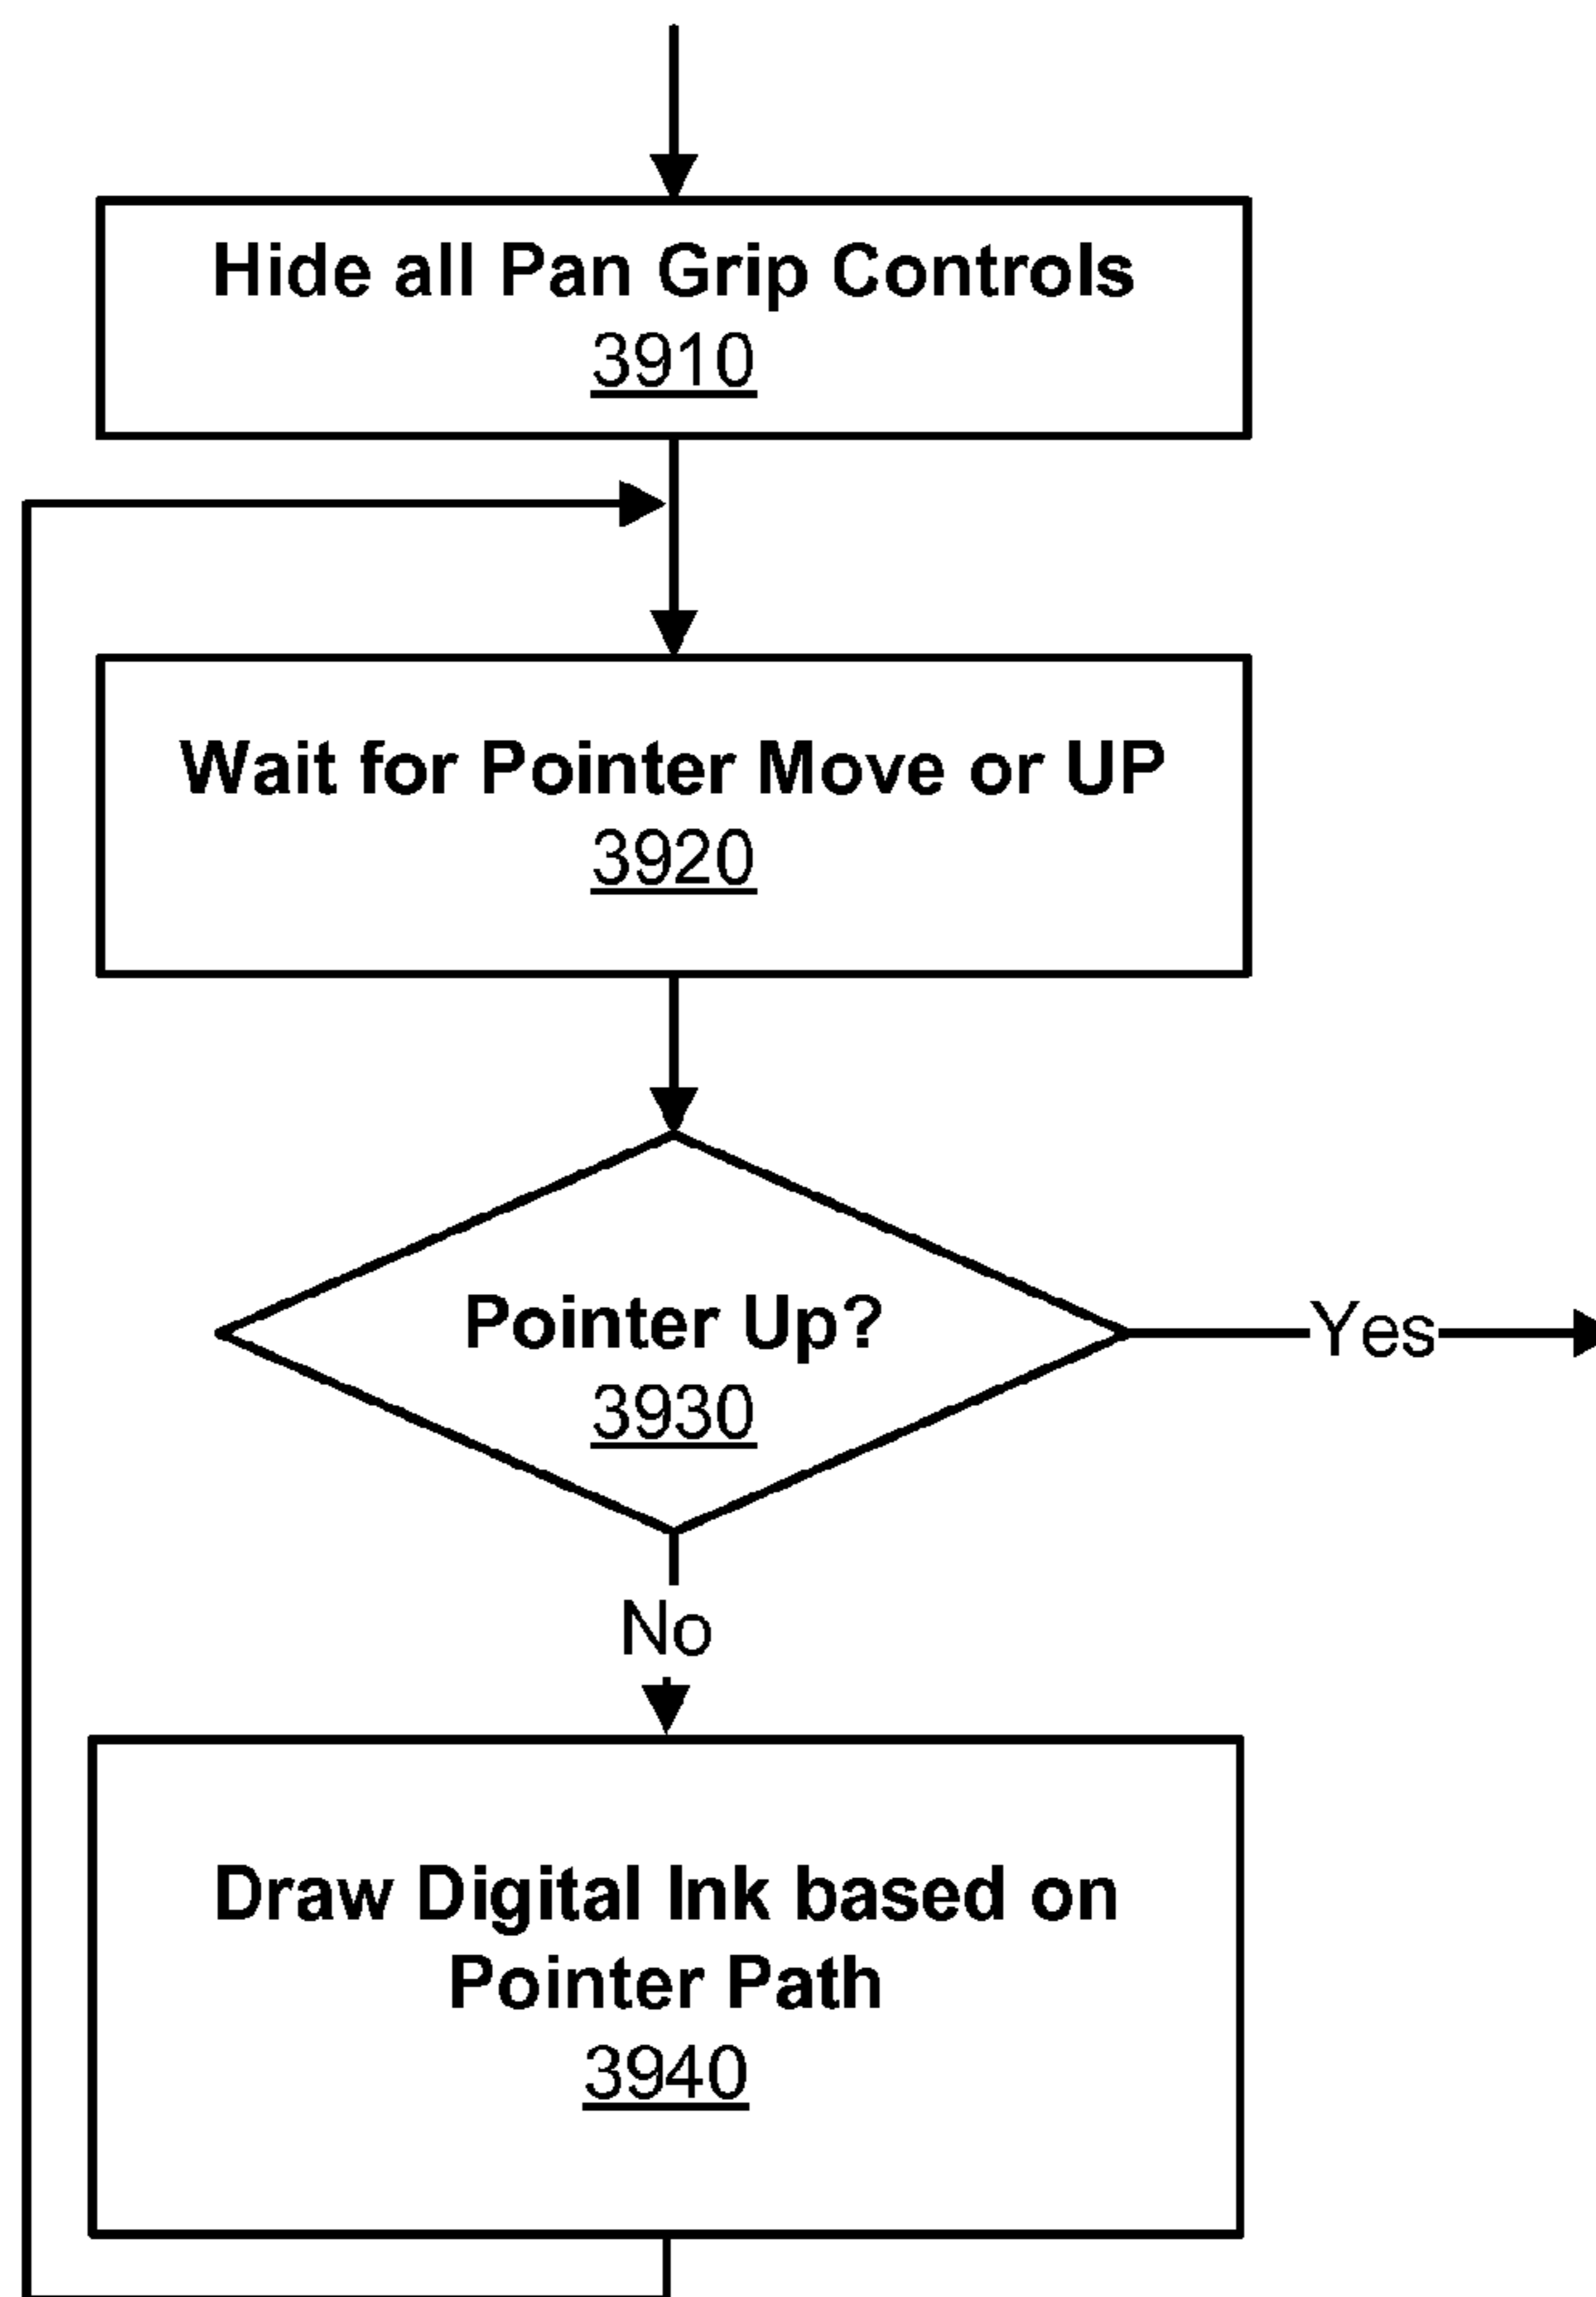 Hide all Pan Grip Controls
3910
Wait for Pointer Move or UP
3920
Pointer Up?
3930
Yes
No
Draw Digital Ink based on
Pointer Path
3940